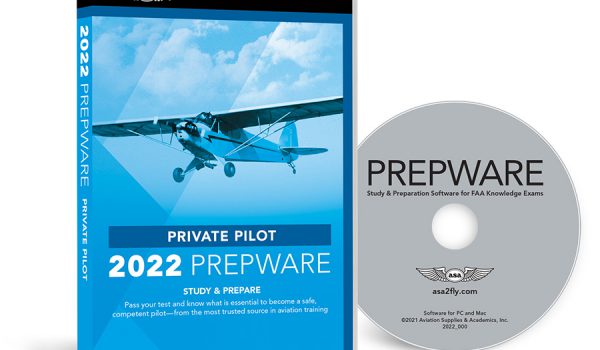 2022 PREPWARE PRIVATE PILOT
PRIVATE PILOT
2022 PREPWARE
STUDY & PREPARE
Pass your test and know what is essential to become a safe,
competent pilot—from the most trusted source in aviation training
PREPWARE
Study & Preparation Software for FAA Knowledge Exams
asa
asa2fly.com
Software for PC and Mac
©2021 Aviation Supplies & Academics, Inc.
2022_000